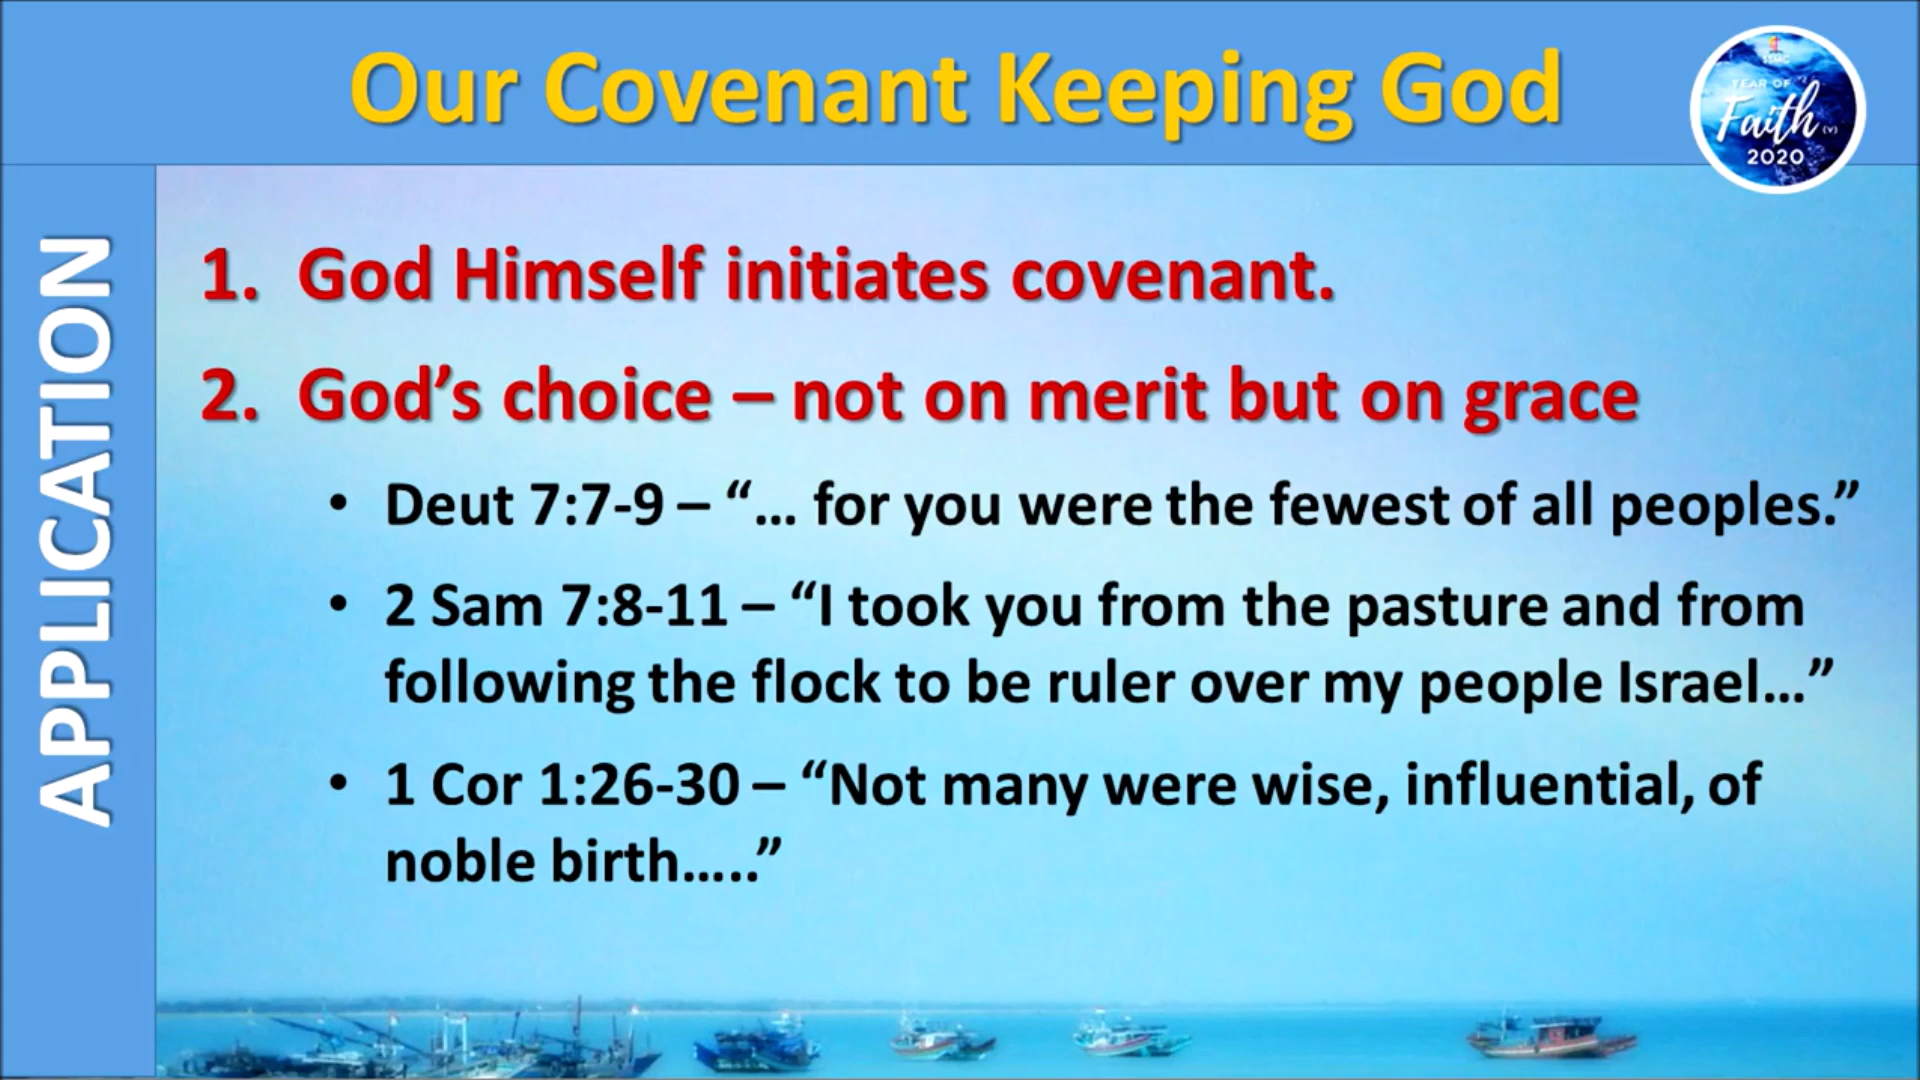 Our Covenant Keeping God
SSMC
YEAR OF
Faith (v)
2020
APPLICATION
1. God Himself initiates covenant.
2. God’s choice – not on merit but on grace
• Deut 7:7-9 – “… for you were the fewest of all peoples.”
• 2 Sam 7:8-11 – “I took you from the pasture and from
following the flock to be ruler over my people Israel…”
• 1 Cor 1:26-30 – “Not many were wise, influential, of
noble birth…..”